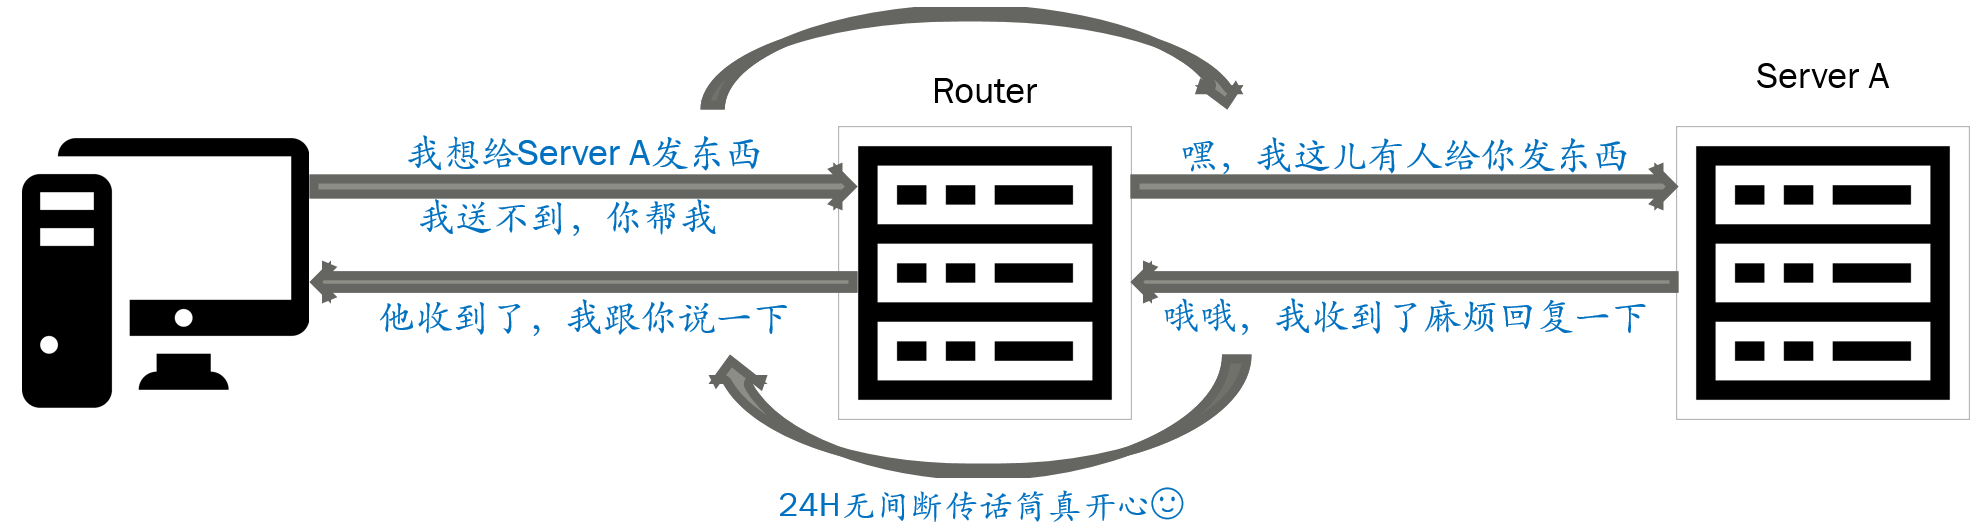 Router
Server A
我想给Server A发东西
嘿，我这儿有人给你发东西
我送不到，你帮我
他收到了，我跟你说一下
哦哦，我收到了麻烦回复一下
24H无间断传话筒真开心☺